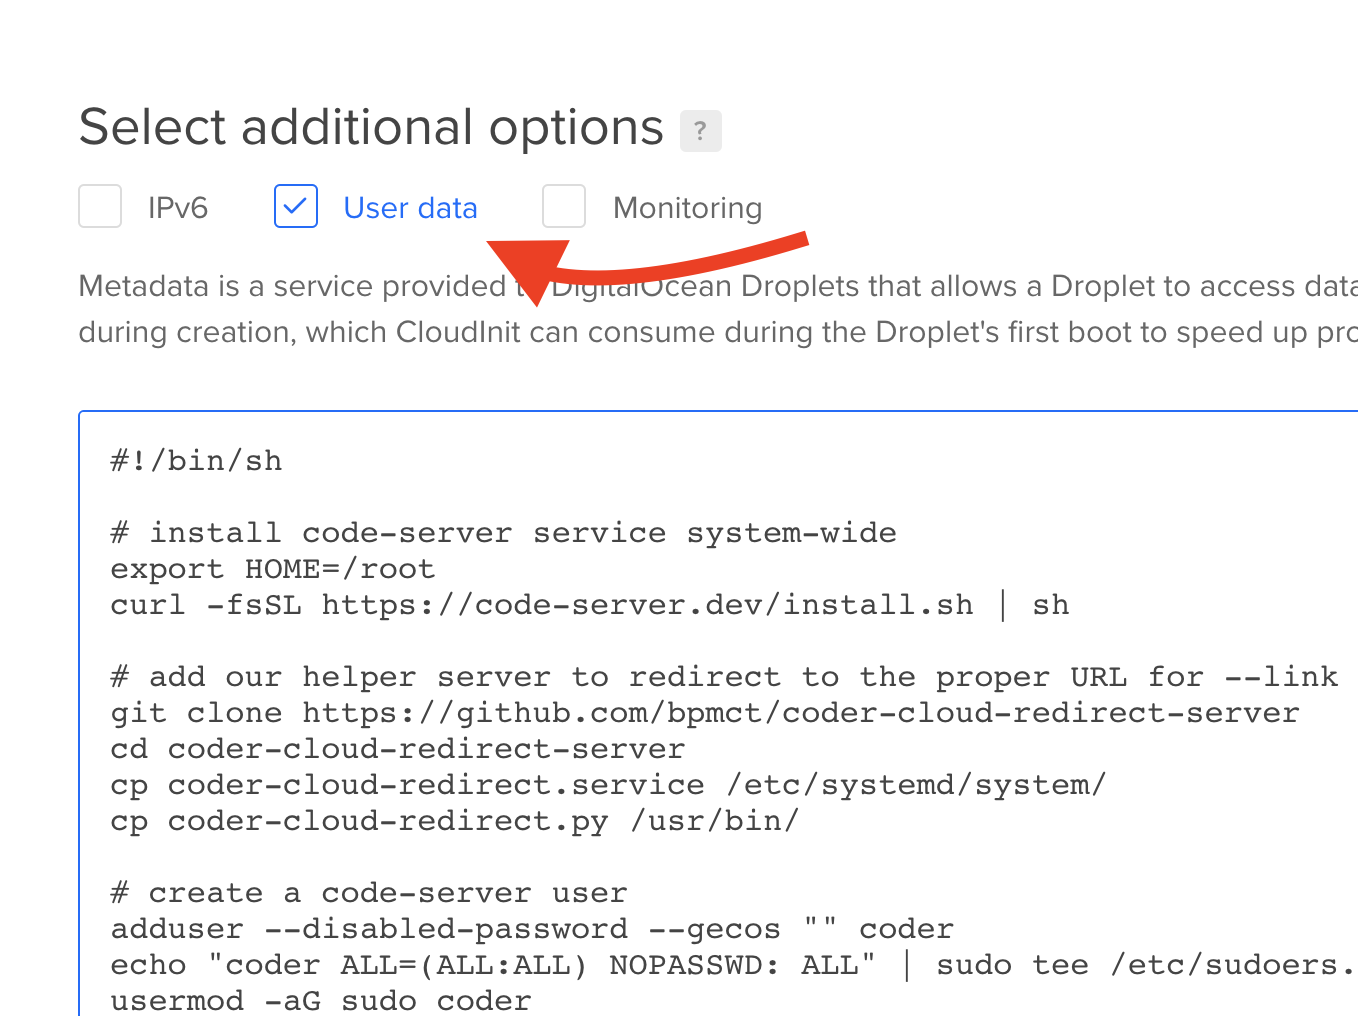 Select additional options ?
IPv6 User data Monitoring
Metadata is a service provided DigitalOcean Droplets that allows a Droplet to access data
during creation, which CloudInit can consume during the Droplet's first boot to speed up pro
#!/bin/sh
# install code-server service system-wide
export HOME=/root
curl -fsSL https://code-server.dev/install.sh | sh
# add our helper server to redirect to the proper URL for --link
git clone https://github.com/bpmct/coder-cloud-redirect-server
cd coder-cloud-redirect-server
cp coder-cloud-redirect.service /etc/systemd/system/
cp coder-cloud-redirect.py /usr/bin/
# create a code-server user
adduser --disabled-password --gecos "" coder
echo "coder ALL=(ALL:ALL) NOPASSWD: ALL" | sudo tee /etc/sudoers.
usermod -aG sudo coder